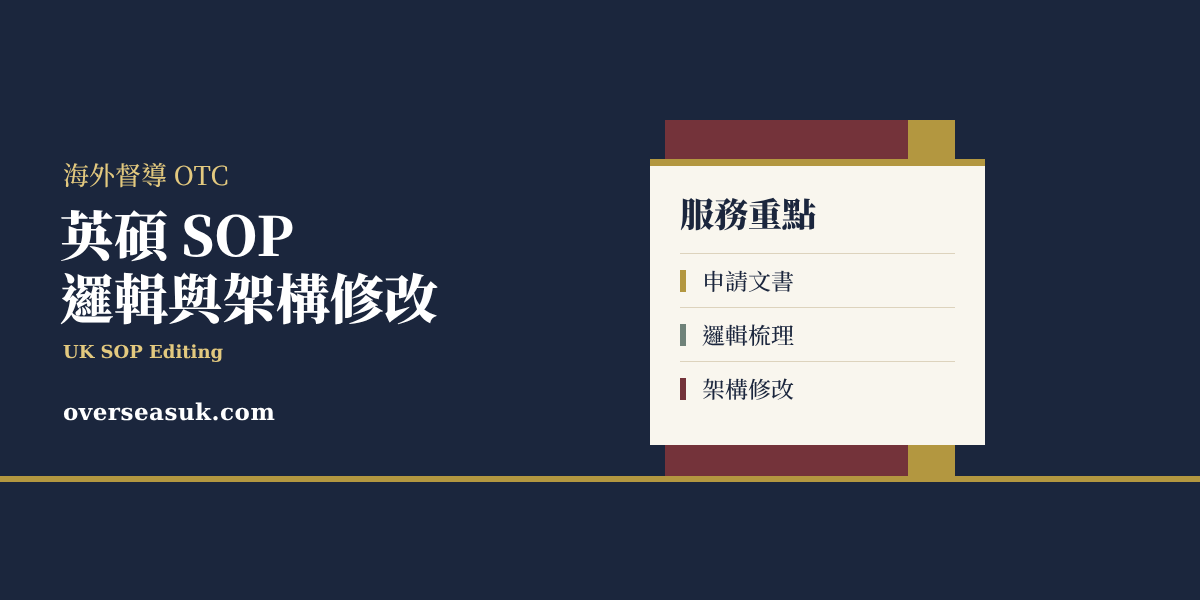 海外督導 OTC
英碩 SOP
邏輯與架構修改
UK SOP Editing
overseasuk.com
服務重點
申請文書
邏輯梳理
架構修改